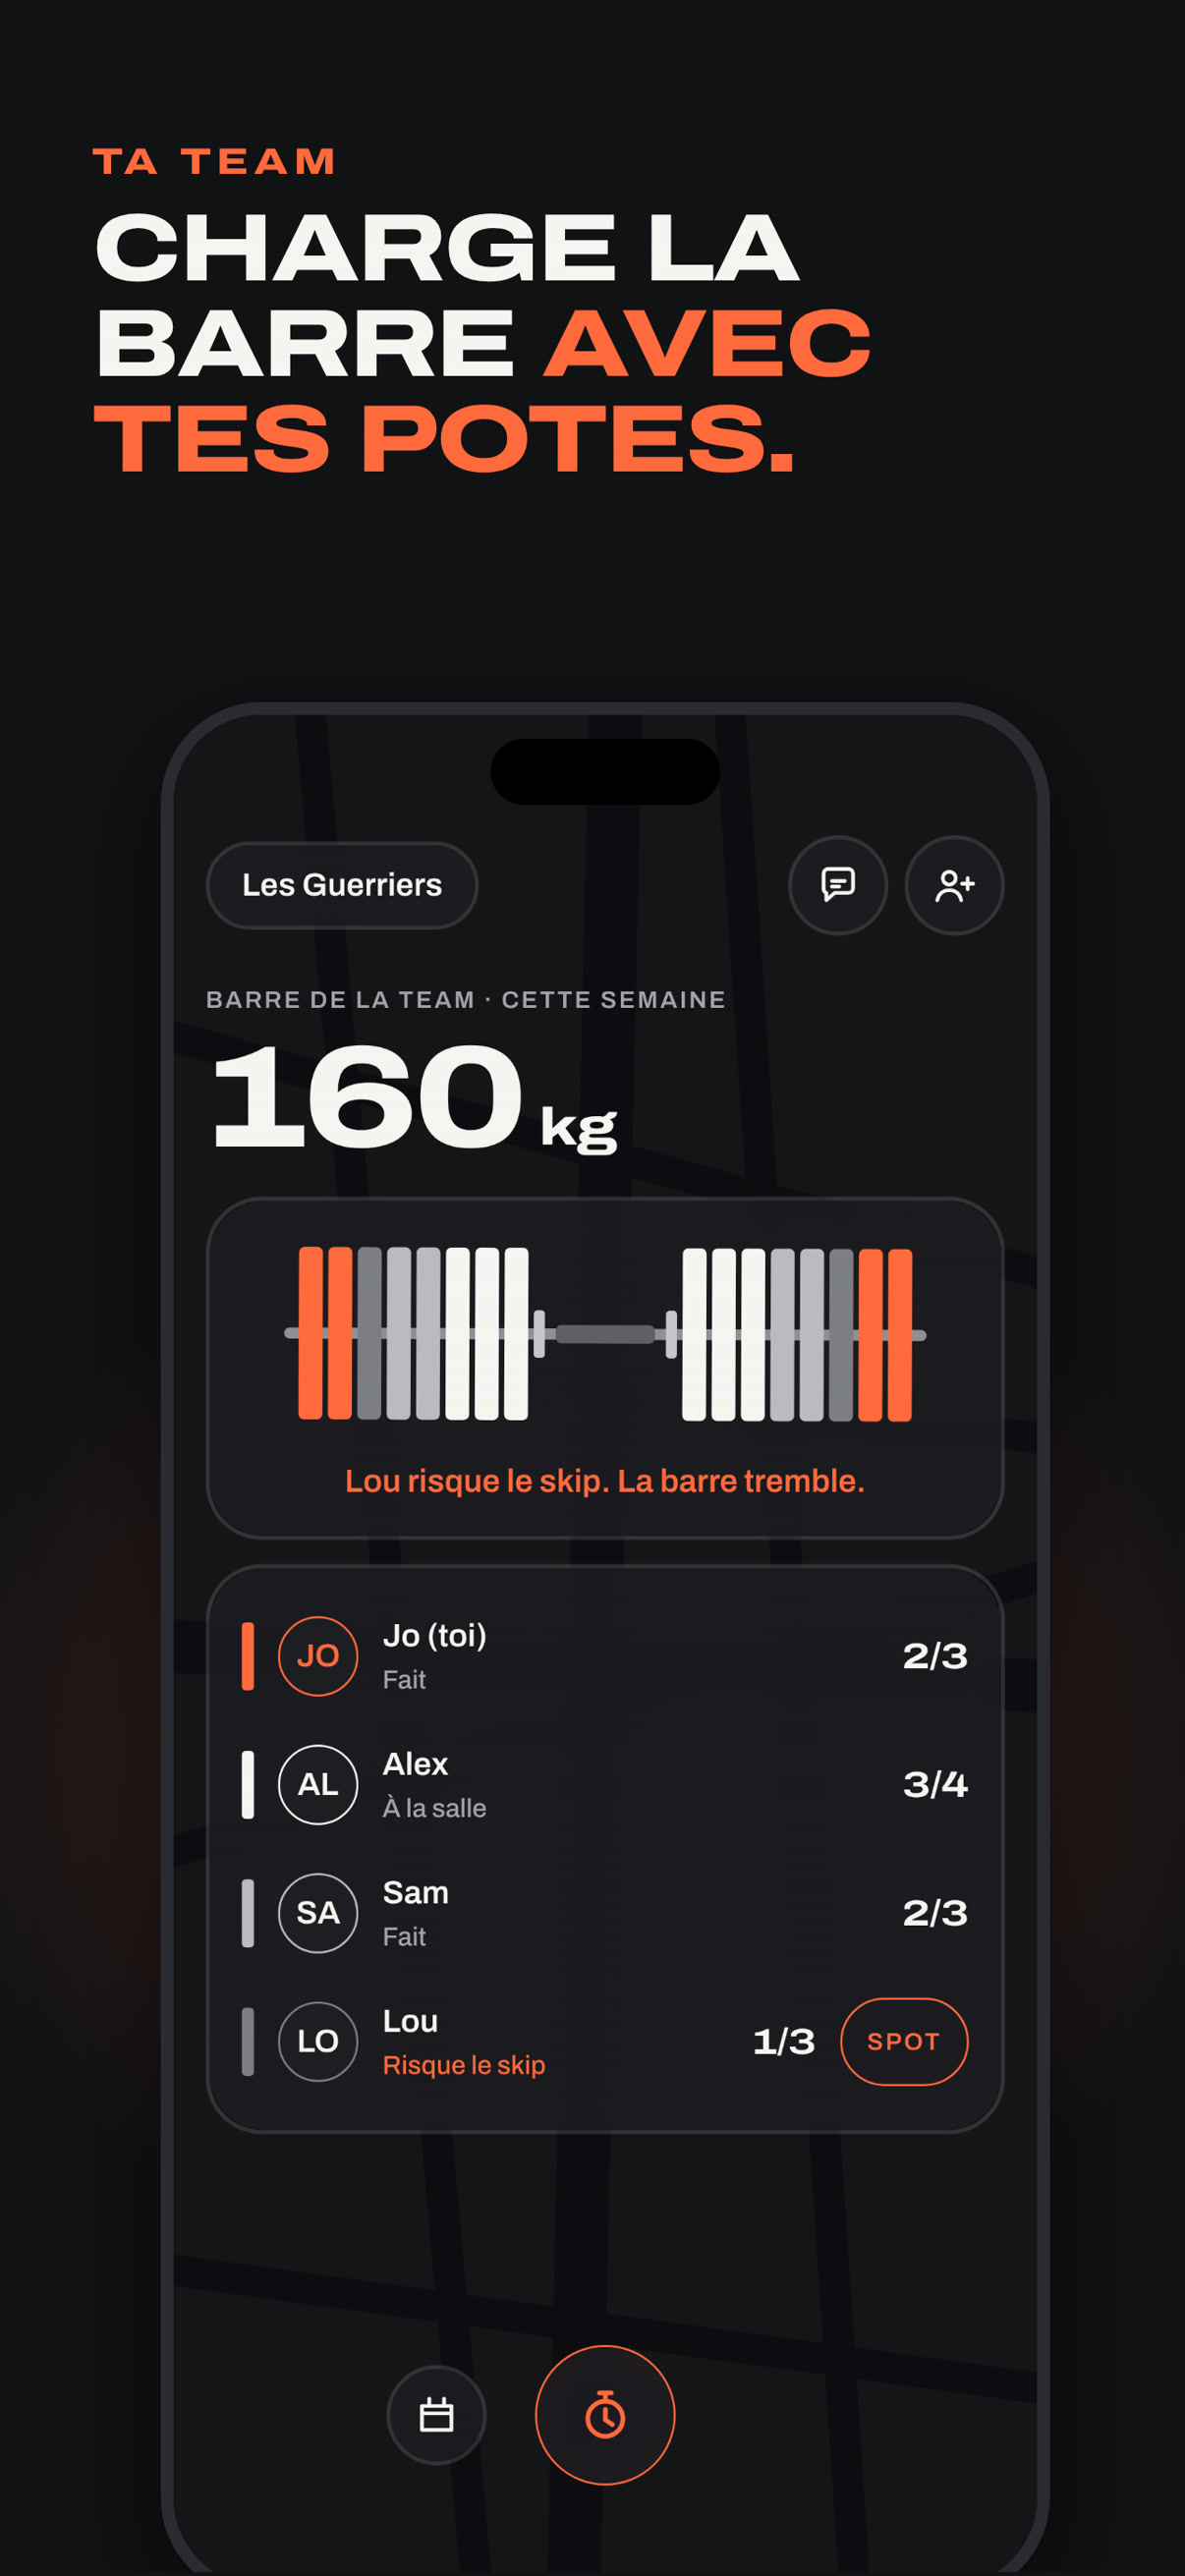 TA TEAM
CHARGE LA
BARRE AVEC
TES POTES.
Les Guerriers
BARRE DE LA TEAM · CETTE SEMAINE
160 kg
Lou risque le skip. La barre tremble.
JO
Jo (toi)
Fait
2/3
AL
Alex
À la salle
3/4
SA
Sam
Fait
2/3
LO
Lou
Risque le skip
1/3
SPOT